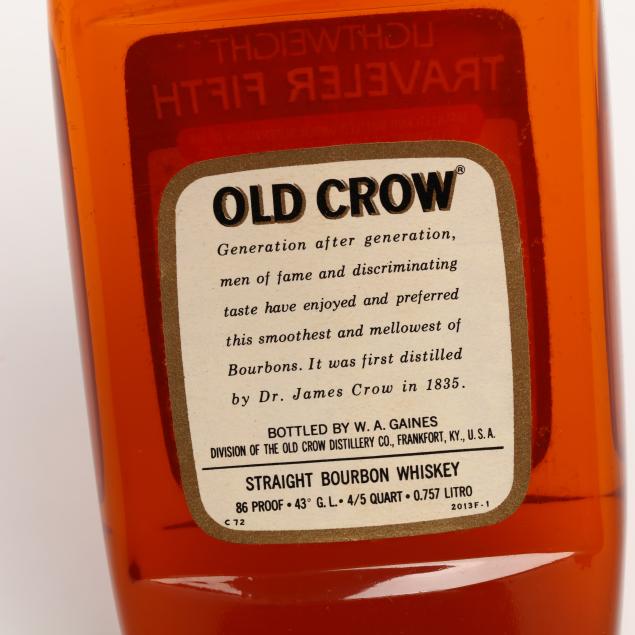 LIGHTWEIGHT
TRAVELER FIFTH
OLD CROW®
Generation after generation,
men of fame and discriminating
taste have enjoyed and preferred
this smoothest and mellowest of
Bourbons. It was first distilled
by Dr. James Crow in 1835.
BOTTLED BY W. A. GAINES
DIVISION OF THE OLD CROW DISTILLERY CO., FRANKFORT, KY., U.S.A.
STRAIGHT BOURBON WHISKEY
86 PROOF • 43° G.L. • 4/5 QUART • 0.757 LITRO
C 72 2013F-1